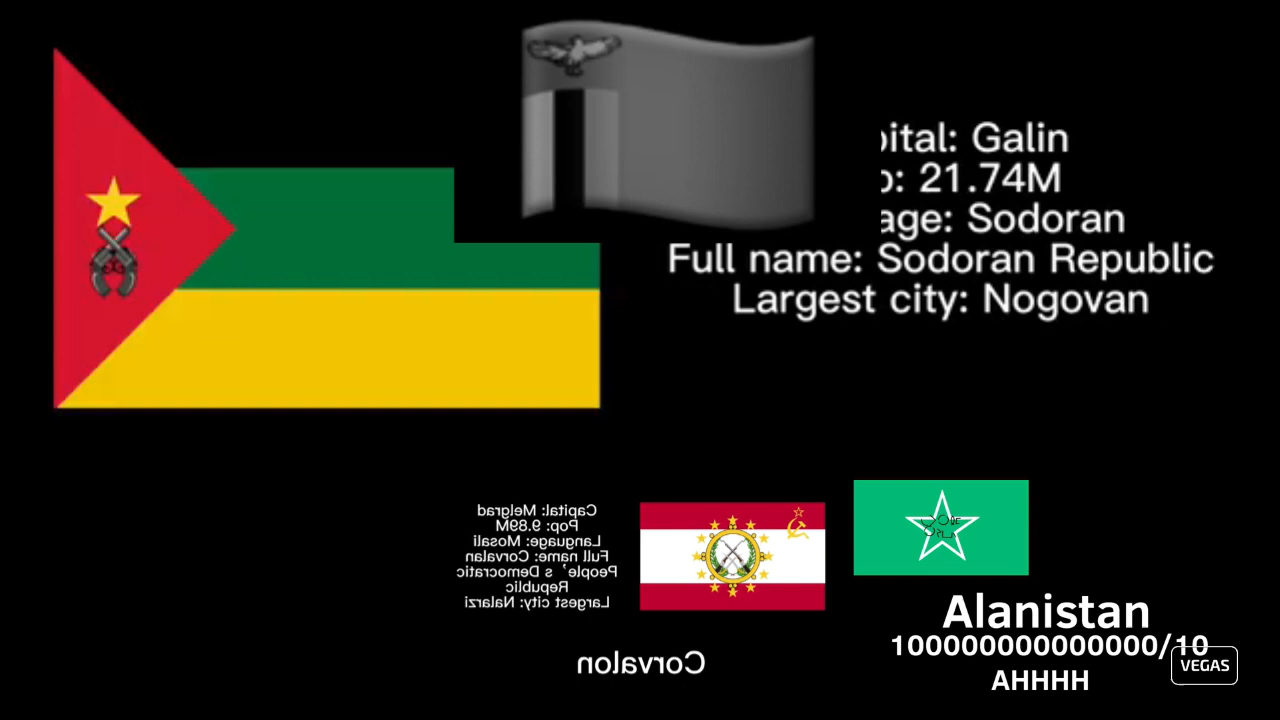 pital: Galin
p: 21.74M
age: Sodoran
Full name: Sodoran Republic
Largest city: Nogovan
Capital: Melgrad
Pop: 9.89M
Language: Mosali
Full name: Corvalan
People's Democratic
Republic
Largest city: Nalarzi
Corvalon
Alanistan
100000000000000/10
AHHHH
VEGAS